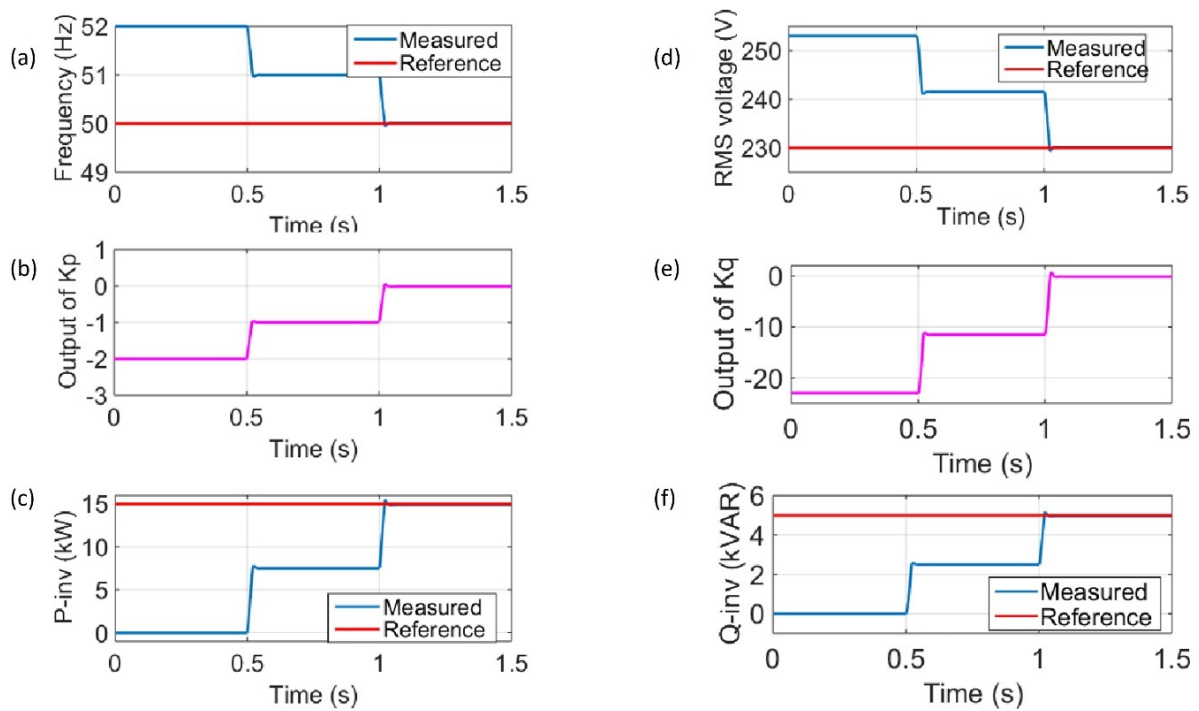 (a)
Frequency (Hz)
52
51
50
49
Measured
Reference
0
0.5
1
1.5
Time (s)
(b)
Output of Kp
1
0
-1
-2
-3
0
0.5
1
1.5
Time (s)
(c)
P-inv (kW)
15
10
5
0
Measured
Reference
0
0.5
1
1.5
Time (s)
(d)
RMS voltage (V)
250
240
230
Measured
Reference
0
0.5
1
1.5
Time (s)
(e)
Output of Kq
0
-10
-20
0
0.5
1
1.5
Time (s)
(f)
Q-inv (kVAR)
6
4
2
0
Measured
Reference
0
0.5
1
1.5
Time (s)